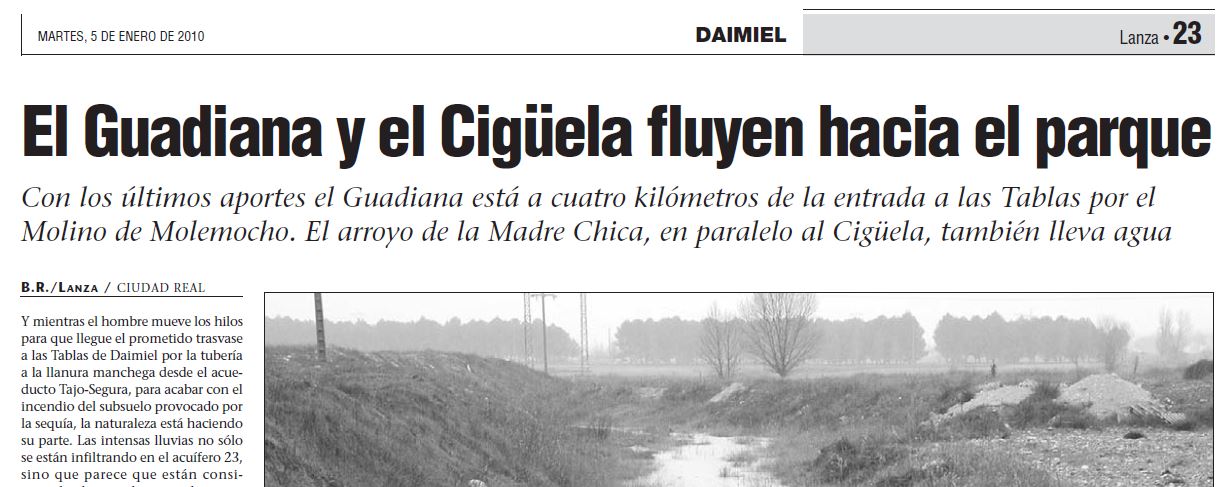 MARTES, 5 DE ENERO DE 2010
DAIMIEL
Lanza • 23
El Guadiana y el Cigüela fluyen hacia el parque
Con los últimos aportes el Guadiana está a cuatro kilómetros de la entrada a las Tablas por el
Molino de Molemocho. El arroyo de la Madre Chica, en paralelo al Cigüela, también lleva agua
B.R./LANZA / CIUDAD REAL
Y mientras el hombre mueve los hilos
para que llegue el prometido trasvase
a las Tablas de Daimiel por la tubería
a la llanura manchega desde el acue-
ducto Tajo-Segura, para acabar con el
incendio del subsuelo provocado por
la sequía, la naturaleza está haciendo
su parte. Las intensas lluvias no sólo
se están infiltrando en el acuífero 23,
sino que parece que están consi-